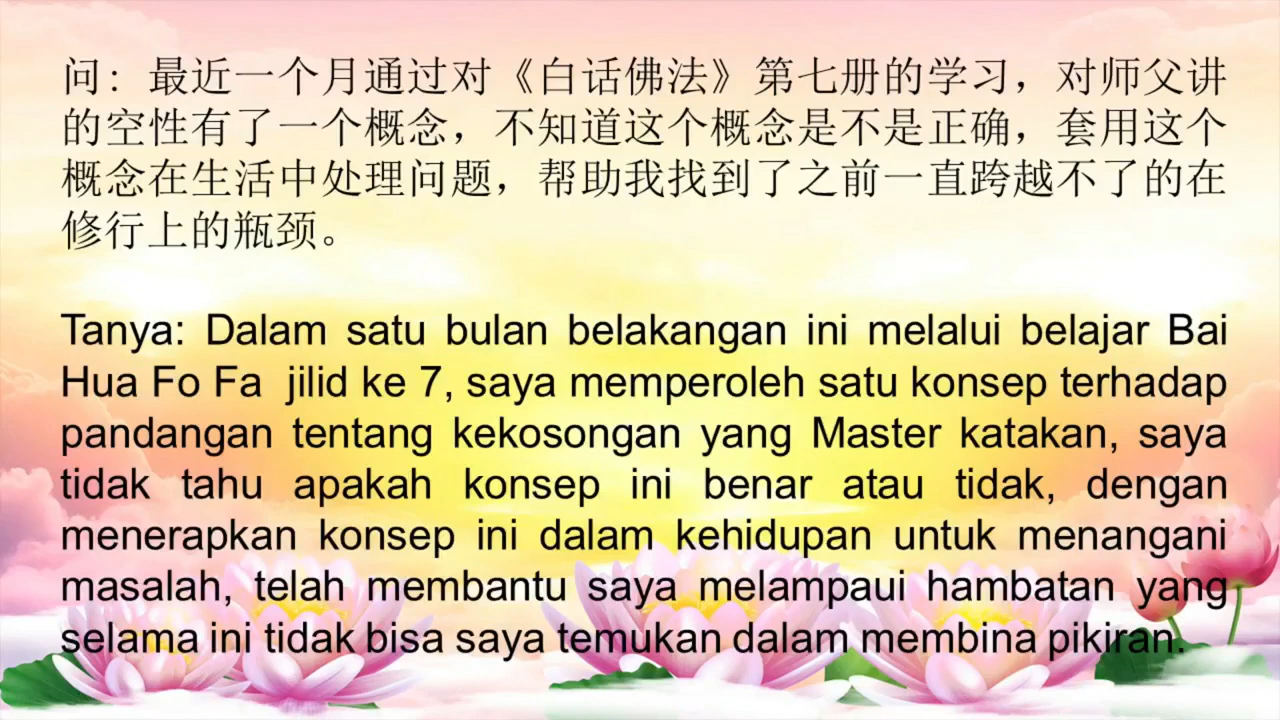 问：最近一个月通过对《白话佛法》第七册的学习，对师父讲
的空性有了一个概念，不知道这个概念是不是正确，套用这个
概念在生活中处理问题，帮助我找到了之前一直跨越不了的在
修行上的瓶颈。
Tanya: Dalam satu bulan belakangan ini melalui belajar Bai
Hua Fo Fa jilid ke 7, saya memperoleh satu konsep terhadap
pandangan tentang kekosongan yang Master katakan, saya
tidak tahu apakah konsep ini benar atau tidak, dengan
menerapkan konsep ini dalam kehidupan untuk menangani
masalah, telah membantu saya melampaui hambatan yang
selama ini tidak bisa saya temukan dalam membina pikiran.